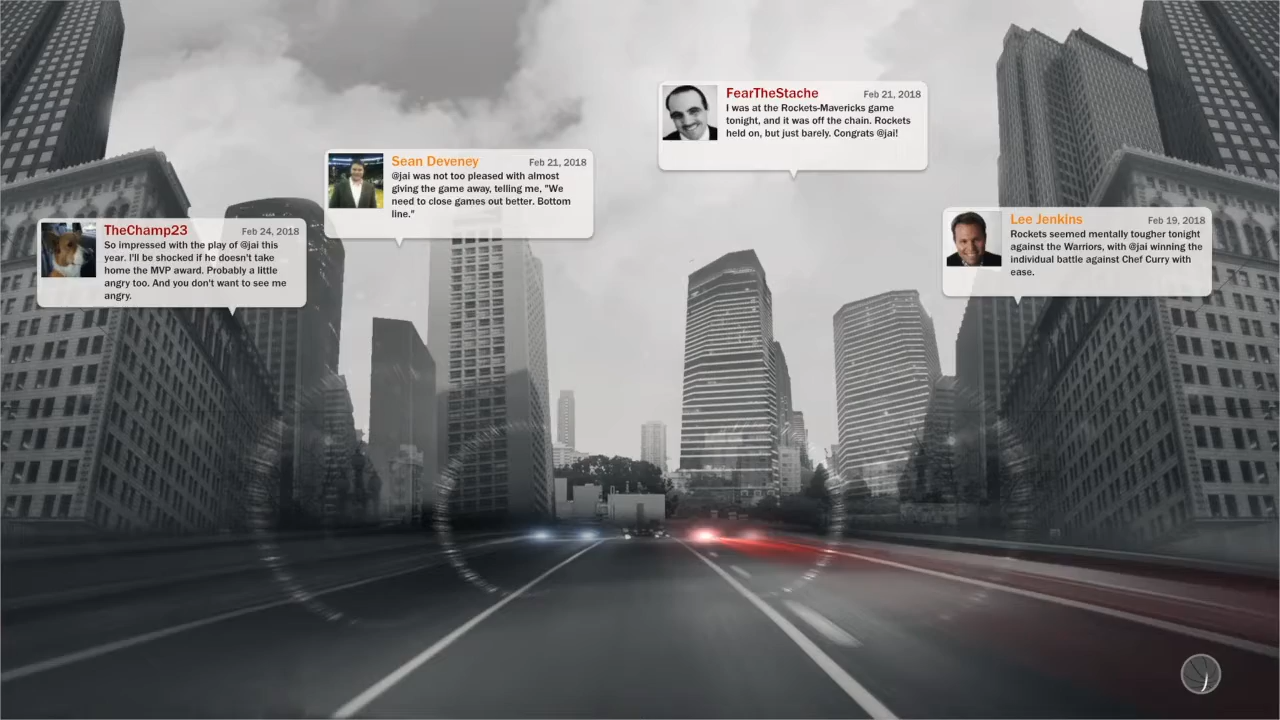 FearTheStache
Feb 21, 2018
I was at the Rockets-Mavericks game
tonight, and it was off the chain. Rockets
held on, but just barely. Congrats @jai!
Sean Deveney
Feb 21, 2018
@jai was not too pleased with almost
giving the game away, telling me, "We
need to close games out better. Bottom
line."
TheChamp23
Feb 24, 2018
So impressed with the play of @jai this
year. I'll be shocked if he doesn't take
home the MVP award. Probably a little
angry too. And you don't want to see me
angry.
Lee Jenkins
Feb 19, 2018
Rockets seemed mentally tougher tonight
against the Warriors, with @jai winning the
individual battle against Chef Curry with
ease.